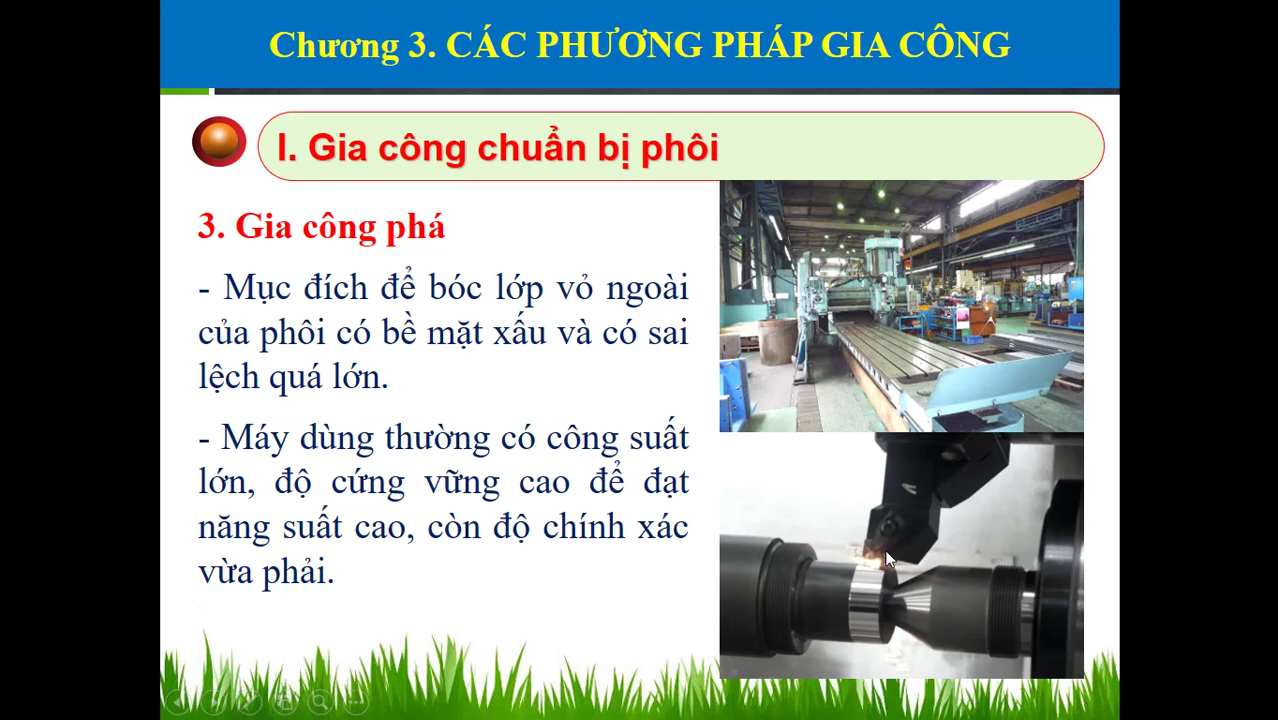 Chương 3. CÁC PHƯƠNG PHÁP GIA CÔNG
I. Gia công chuẩn bị phôi
3. Gia công phá
- Mục đích để bóc lớp vỏ ngoài
của phôi có bề mặt xấu và có sai
lệch quá lớn.
- Máy dùng thường có công suất
lớn, độ cứng vững cao để đạt
năng suất cao, còn độ chính xác
vừa phải.